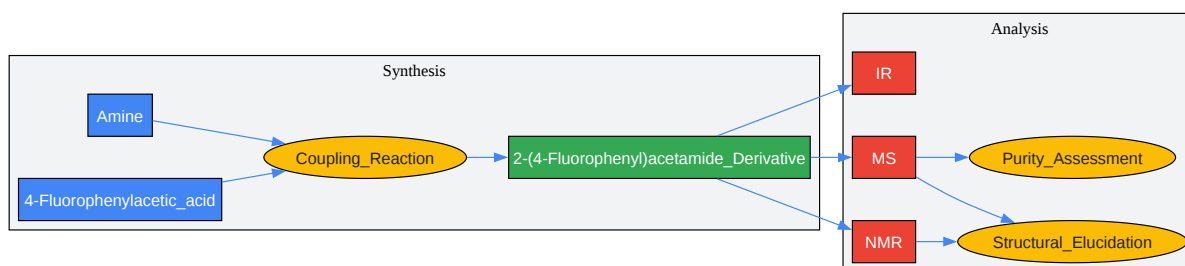 Synthesis
Analysis
Amine
4-Fluorophenylacetic_acid
Coupling_Reaction
2-(4-Fluorophenyl)acetamide_Derivative
IR
MS
NMR
Purity_Assessment
Structural_Elucidation